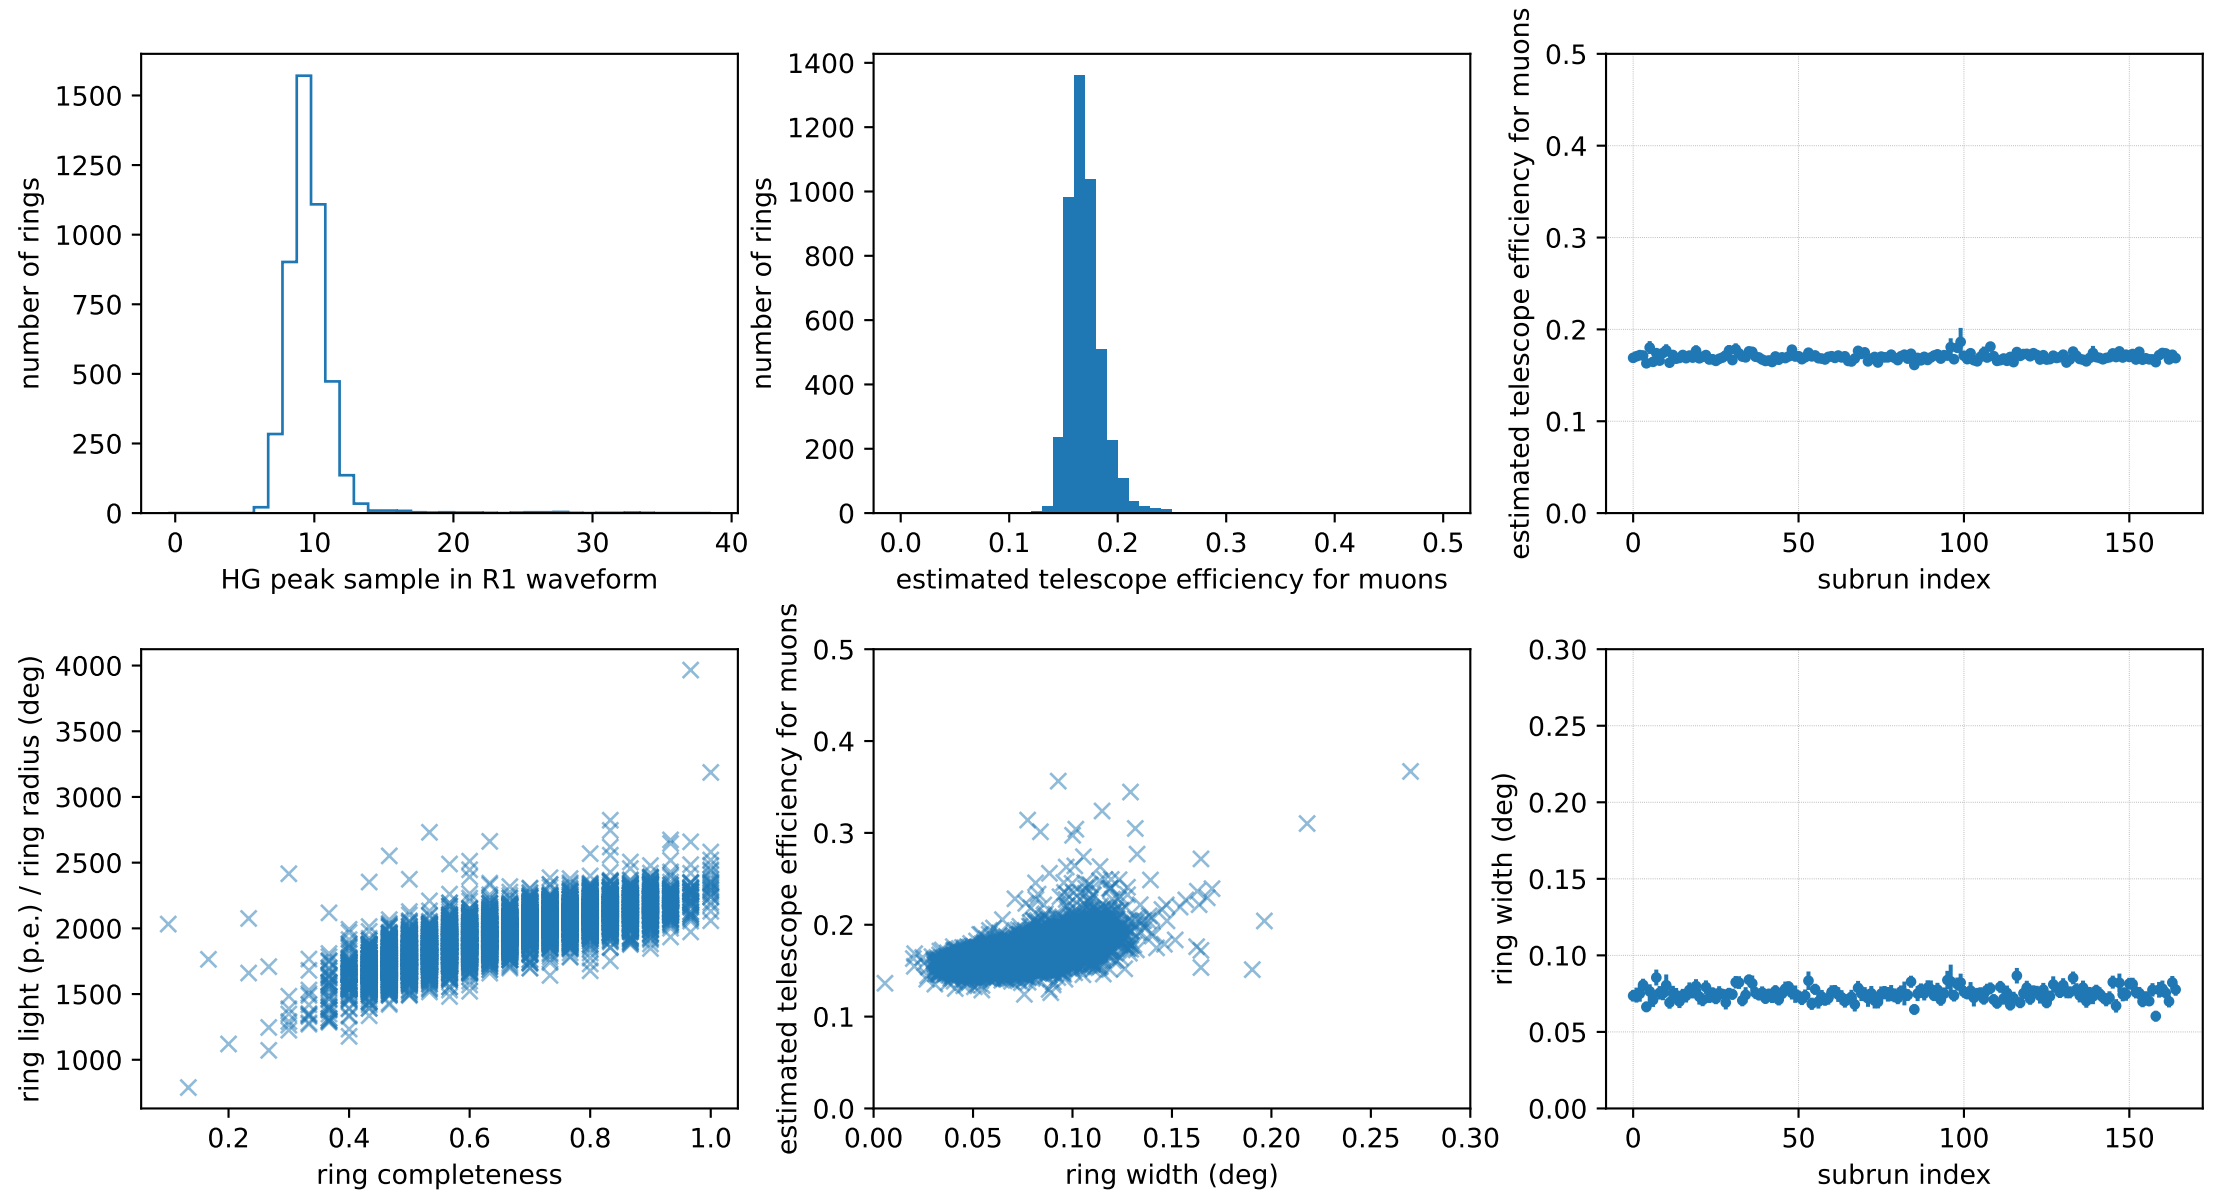 number of rings
1500
1250
1000
750
500
250
0
0 10 20 30 40
HG peak sample in R1 waveform
number of rings
1400
1200
1000
800
600
400
200
0
0.0 0.1 0.2 0.3 0.4 0.5
estimated telescope efficiency for muons
estimated telescope efficiency for muons
0.5
0.4
0.3
0.2
0.1
0.0
0 50 100 150
subrun index
ring light (p.e.) / ring radius (deg)
4000
3500
3000
2500
2000
1500
1000
0.2 0.4 0.6 0.8 1.0
ring completeness
estimated telescope efficiency for muons
0.5
0.4
0.3
0.2
0.1
0.0
0.00 0.05 0.10 0.15 0.20 0.25 0.30
ring width (deg)
ring width (deg)
0.30
0.25
0.20
0.15
0.10
0.05
0.00
0 50 100 150
subrun index